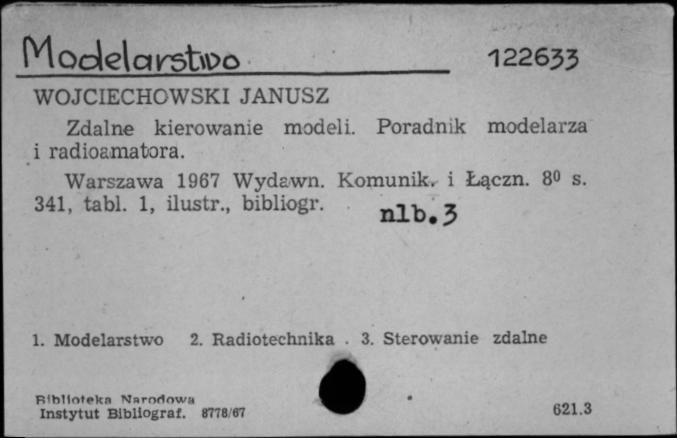 Modelarstwo 122633
WOJCIECHOWSKI JANUSZ
Zdalne kierowanie modeli. Poradnik modelarza
i radioamatora.
Warszawa 1967 Wydawn. Komunik. i Łączn. 8⁰ s.
341, tabl. 1, ilustr., bibliogr. nlb.3
1. Modelarstwo 2. Radiotechnika . 3. Sterowanie zdalne
Biblioteka Narodowa
Instytut Bibliograf. 8778/67 621.3